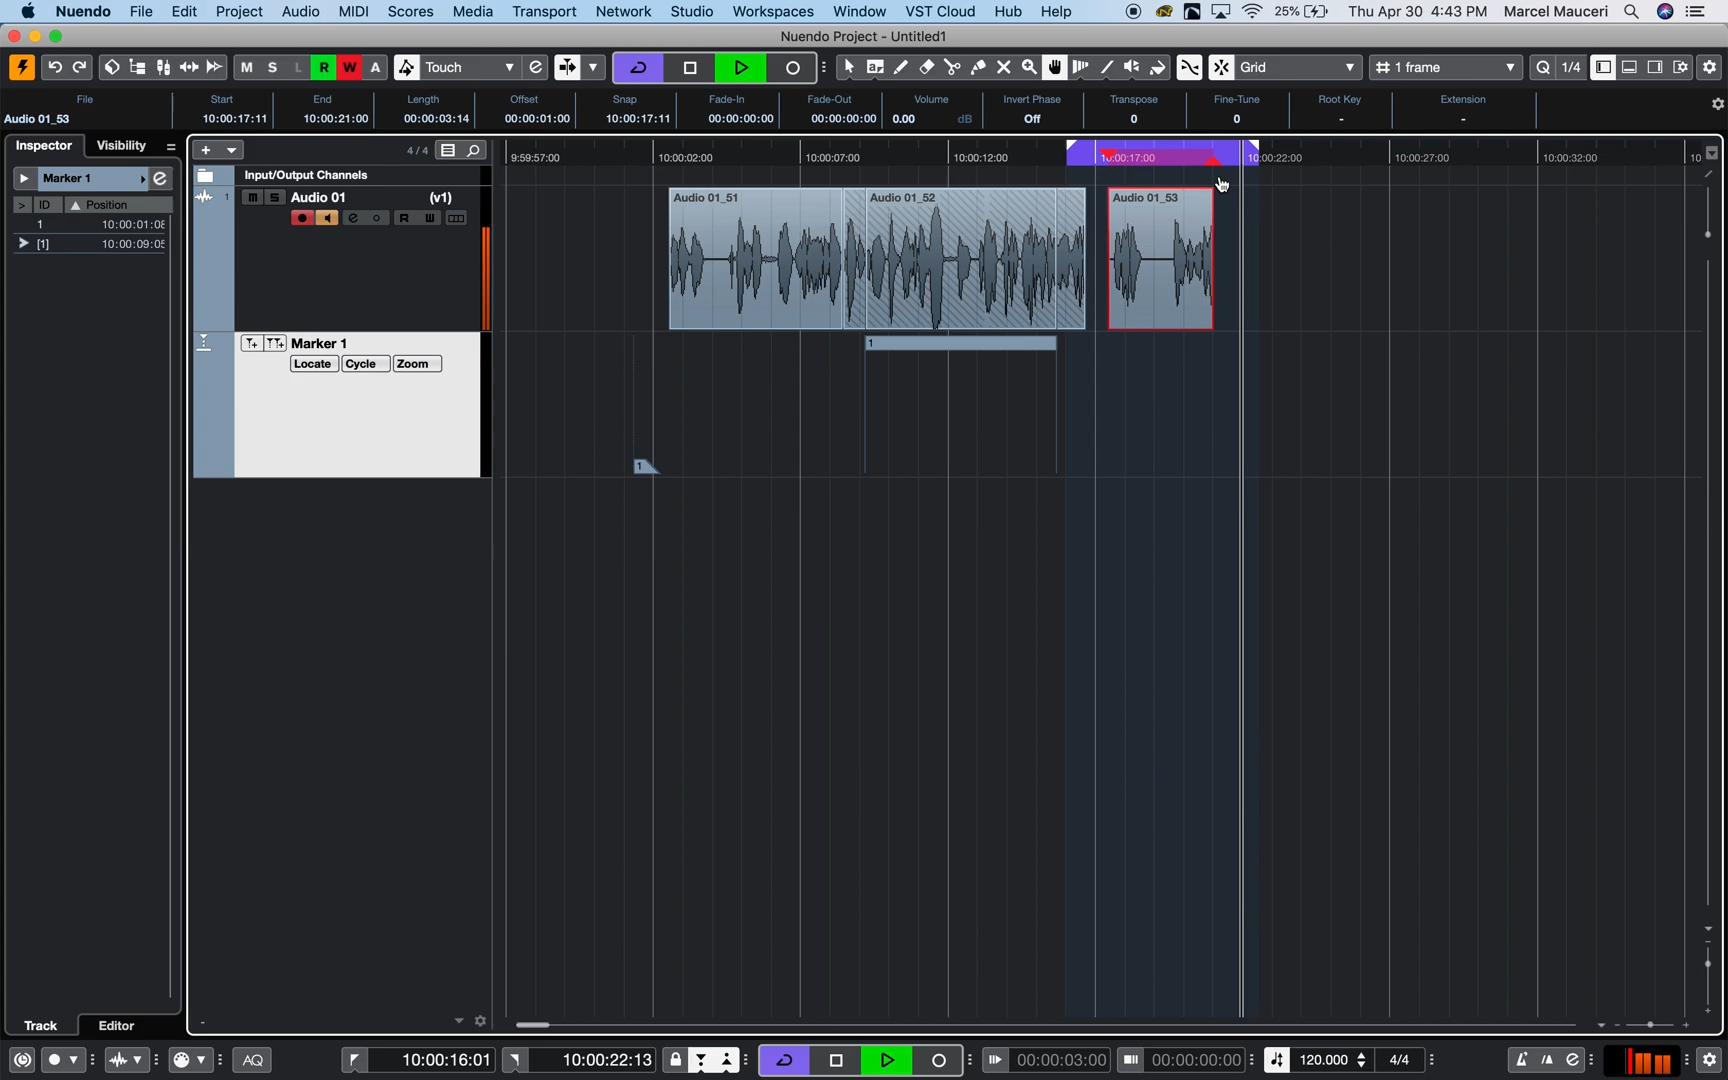 Nuendo File Edit Project Audio MIDI Scores Media Transport Network Studio Workspaces Window VST Cloud Hub Help 25% Thu Apr 30 4:43 PM Marcel Mauceri
Nuendo Project - Untitled1
M S L R W A Touch Grid 1 frame Q 1/4
File Start End Length Offset Snap Fade-In Fade-Out Volume Invert Phase Transpose Fine-Tune Root Key Extension
Audio 01_53 10:00:17:11 10:00:21:00 00:00:03:14 00:00:01:00 10:00:17:11 00:00:00:00 00:00:00:00 0.00 dB Off 0 0 - -
Inspector Visibility 4/4 9:59:57:00 10:00:02:00 10:00:07:00 10:00:12:00 10:00:17:00 10:00:22:00 10:00:27:00 10:00:32:00 10
Marker 1 Input/Output Channels
> ID Position 1 m S Audio 01 (v1) Audio 01_51 Audio 01_52 Audio 01_53
1 10:00:01:08 R W
[1] 10:00:09:05
Marker 1 1
Locate Cycle Zoom
1
Track Editor
AQ 10:00:16:01 10:00:22:13 00:00:03:00 00:00:00:00 120.000 4/4